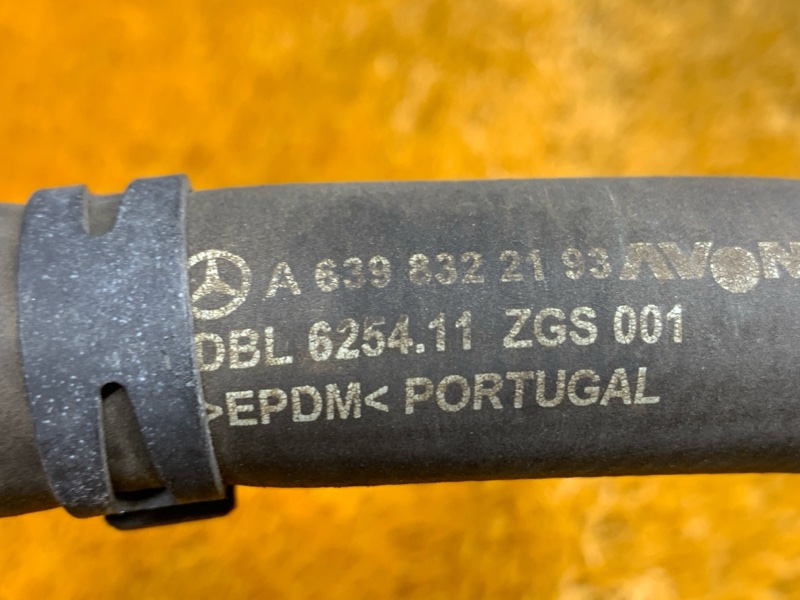 A 639 832 21 93 AVON
DBL 6254.11 ZGS 001
>EPDM< PORTUGAL